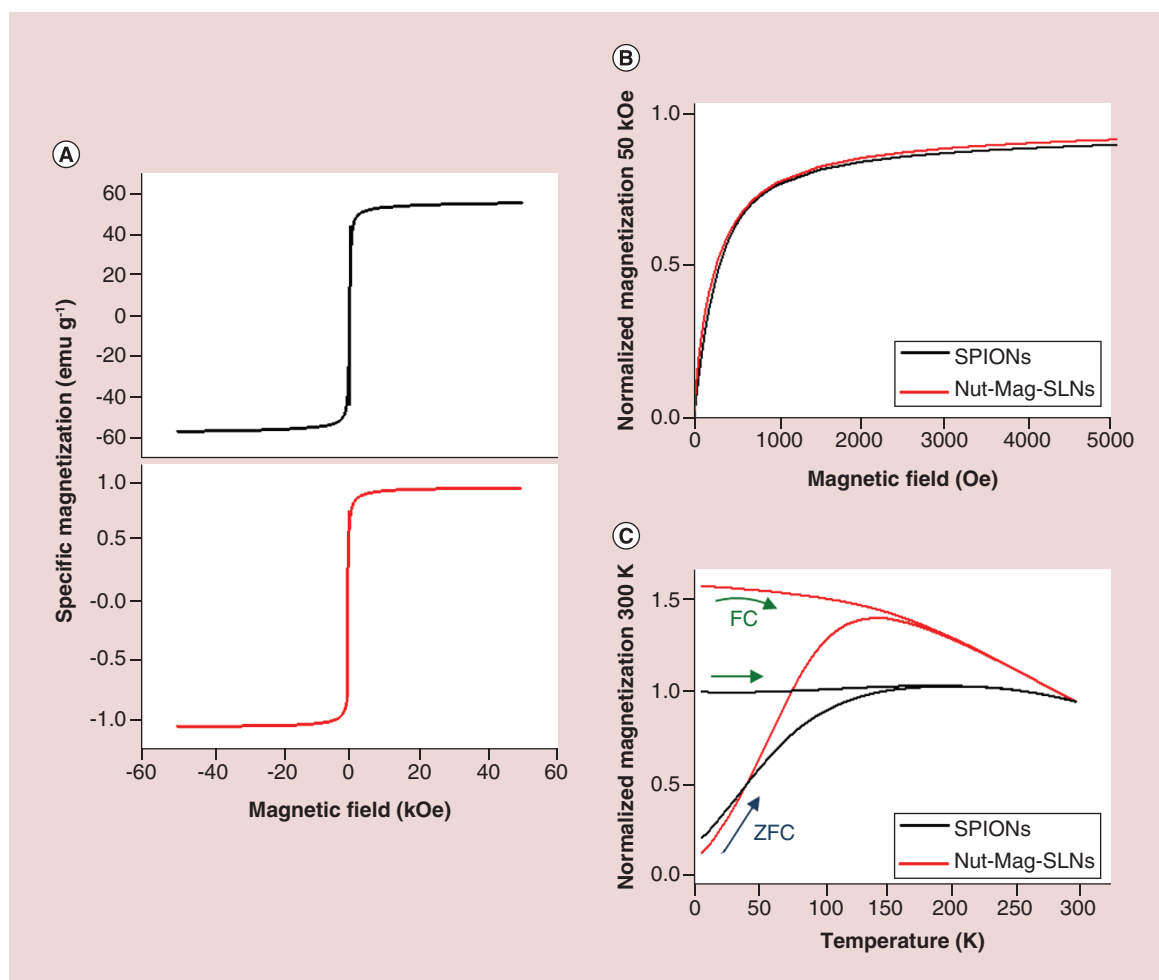 A
Specific magnetization (emu g-1)
60
40
20
0
-20
-40
-60
1.0
0.5
-0.0
-0.5
-1.0
-60
-40
-20
0
20
40
60
Magnetic field (kOe)
B
Normalized magnetization 50 kOe
1.0
0.5
0.0
SPIONs
Nut-Mag-SLNs
0
1000
2000
3000
4000
5000
Magnetic field (Oe)
C
Normalized magnetization 300 K
1.5
1.0
0.5
0.0
FC
ZFC
SPIONs
Nut-Mag-SLNs
0
50
100
150
200
250
300
Temperature (K)